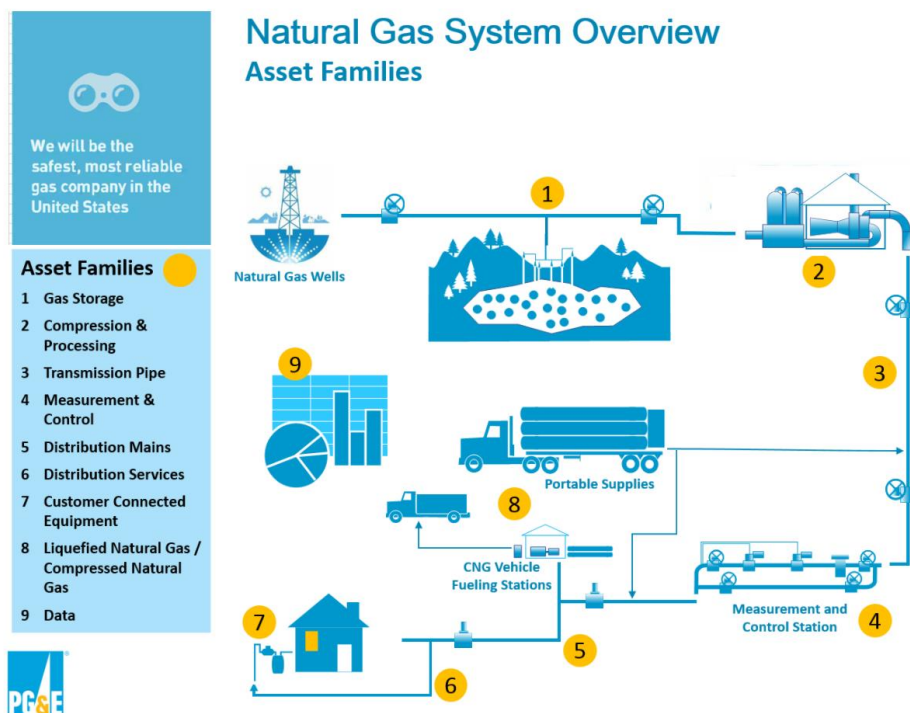 Natural Gas System Overview
Asset Families
We will be the
safest, most reliable
gas company in the
United States
Asset Families
1 Gas Storage
2 Compression &
Processing
3 Transmission Pipe
4 Measurement &
Control
5 Distribution Mains
6 Distribution Services
7 Customer Connected
Equipment
8 Liquefied Natural Gas /
Compressed Natural
Gas
9 Data
PG&E
®
Natural Gas Wells
1
2
3
9
Portable Supplies
8
CNG Vehicle
Fueling Stations
Measurement and
Control Station
4
7
5
6